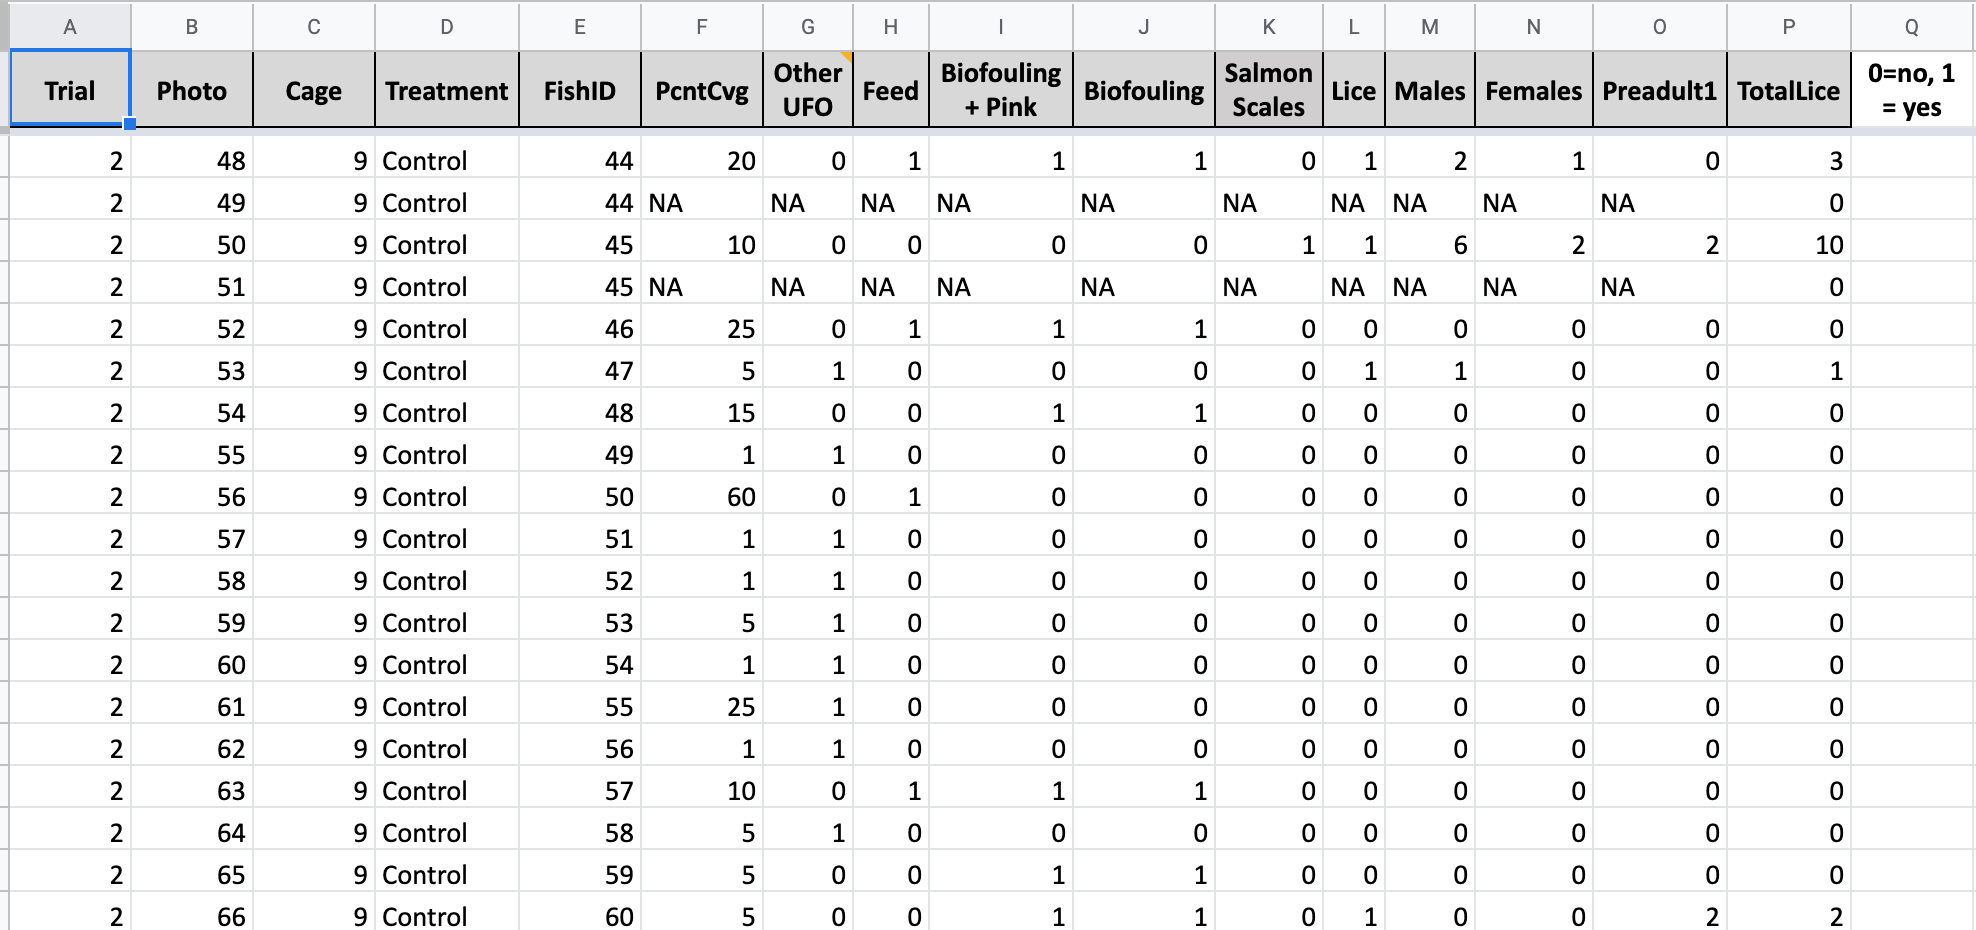 A B C D E F G H I J K L M N O P Q
Trial Photo Cage Treatment FishID PcntCvg Other UFO Feed Biofouling + Pink Biofouling Salmon Scales Lice Males Females Preadult1 TotalLice 0=no, 1 = yes
2 48 9 Control 44 20 0 1 1 1 0 1 2 1 0 3
2 49 9 Control 44 NA NA NA NA NA NA NA NA NA NA 0
2 50 9 Control 45 10 0 0 0 0 1 1 6 2 2 10
2 51 9 Control 45 NA NA NA NA NA NA NA NA NA NA 0
2 52 9 Control 46 25 0 1 1 1 0 0 0 0 0 0
2 53 9 Control 47 5 1 0 0 0 0 1 1 0 0 1
2 54 9 Control 48 15 0 0 1 1 0 0 0 0 0 0
2 55 9 Control 49 1 1 0 0 0 0 0 0 0 0 0
2 56 9 Control 50 60 0 1 0 0 0 0 0 0 0 0
2 57 9 Control 51 1 1 0 0 0 0 0 0 0 0 0
2 58 9 Control 52 1 1 0 0 0 0 0 0 0 0 0
2 59 9 Control 53 5 1 0 0 0 0 0 0 0 0 0
2 60 9 Control 54 1 1 0 0 0 0 0 0 0 0 0
2 61 9 Control 55 25 1 0 0 0 0 0 0 0 0 0
2 62 9 Control 56 1 1 0 0 0 0 0 0 0 0 0
2 63 9 Control 57 10 0 1 1 1 0 0 0 0 0 0
2 64 9 Control 58 5 1 0 0 0 0 0 0 0 0 0
2 65 9 Control 59 5 0 0 1 1 0 0 0 0 0 0
2 66 9 Control 60 5 0 0 1 1 0 1 0 0 2 2